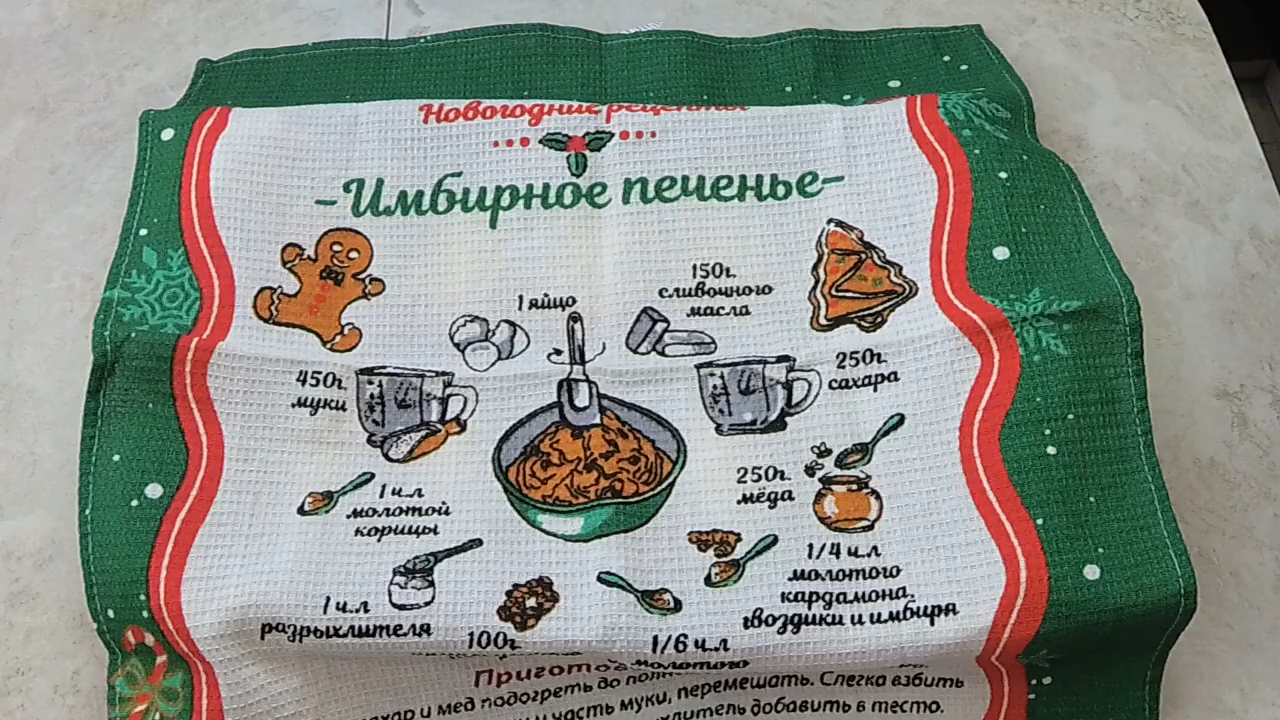 Новогодние рецепты
-Имбирное печенье-
1 яйцо
150г.
сливочного
масла
450г.
муки
250г.
сахара
1 ч.л
молотой
корицы
250г.
мёда
1 ч.л
разрыхлителя
100г.
1/6 ч.л
молотого
1/4 ч.л
молотого
кардамона,
гвоздики и имбиря
и мёд подогреть до
часть муки, перемешать. Слегка взбить
добавить в тесто.